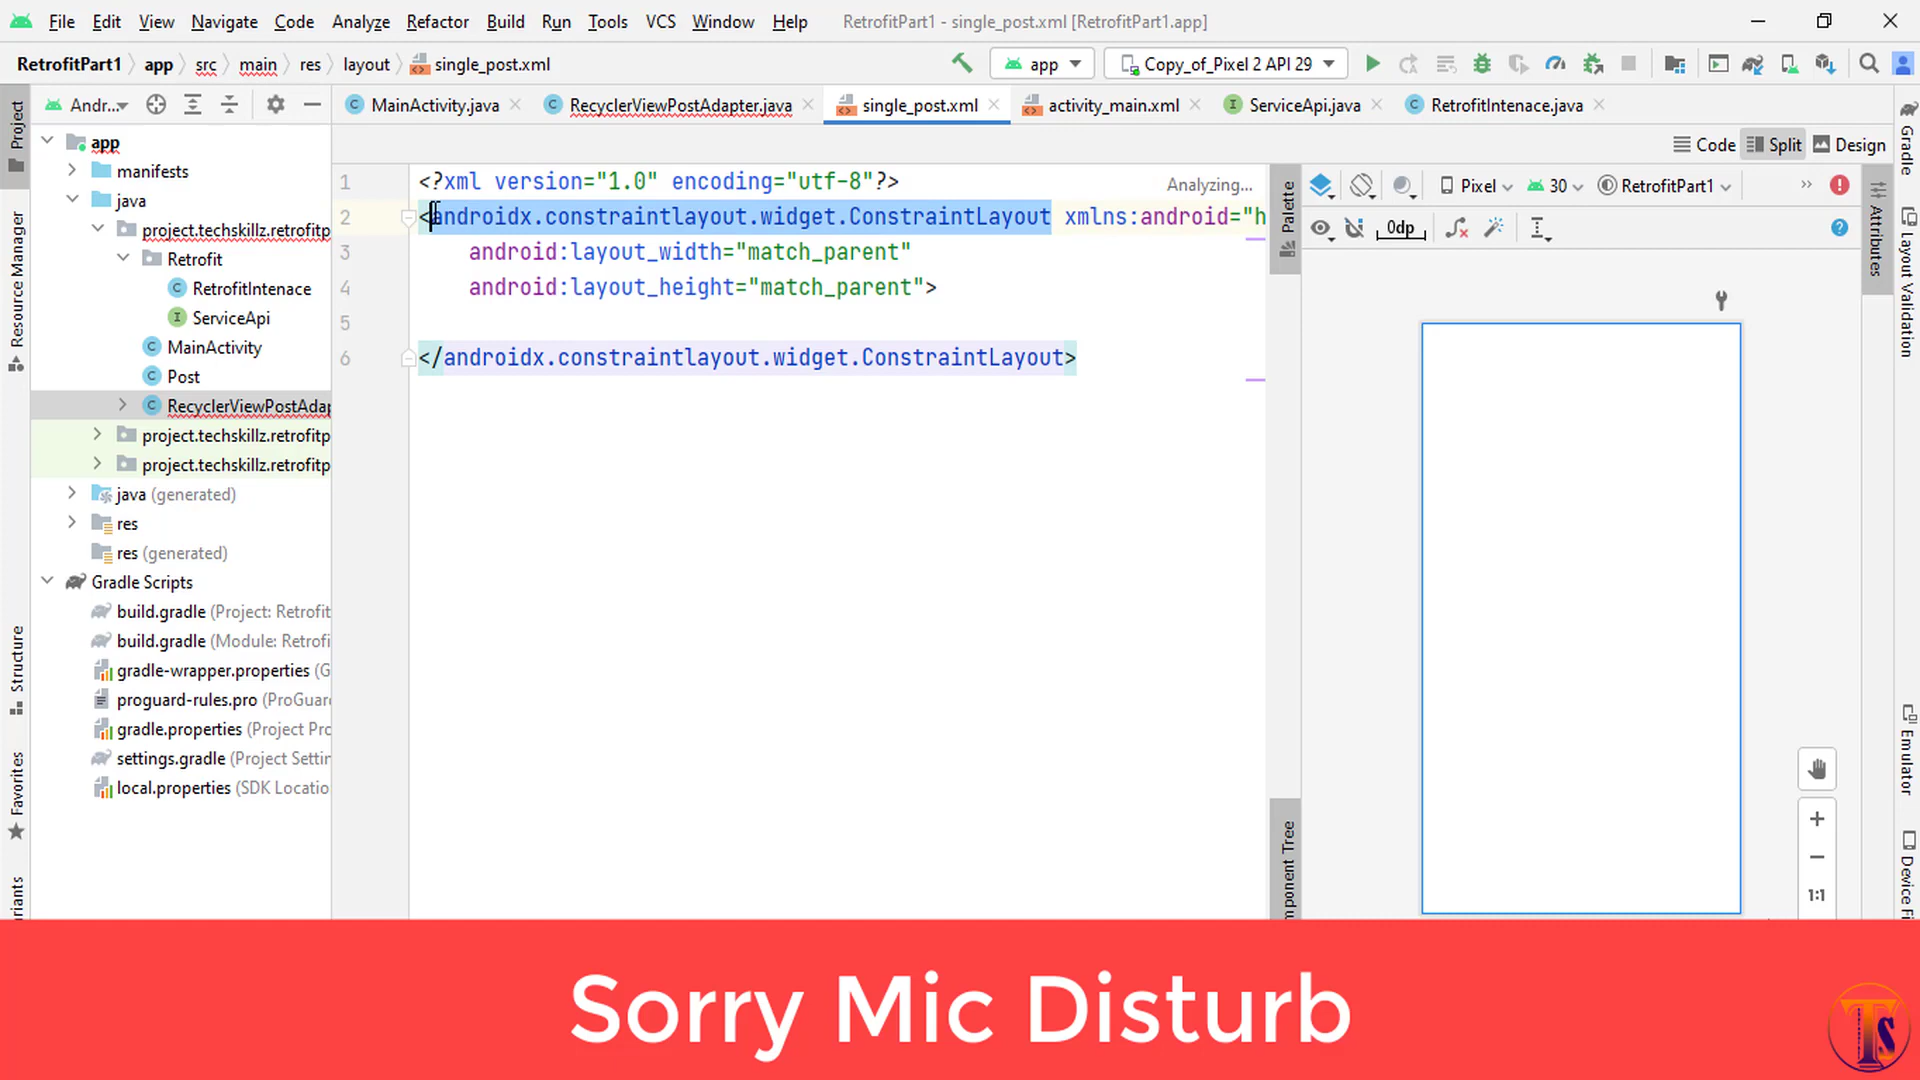 File Edit View Navigate Code Analyze Refactor Build Run Tools VCS Window Help RetrofitPart1 - single_post.xml [RetrofitPart1.app]
RetrofitPart1 app src main res layout single_post.xml app Copy_of_Pixel 2 API 29
Andr... MainActivity.java RecyclerViewPostAdapter.java single_post.xml activity_main.xml ServiceApi.java RetrofitIntenace.java
Code Split Design
Project
Resource Manager
Structure
Favorites
app
manifests
java
project.techskillz.retrofitp
Retrofit
RetrofitIntenace
ServiceApi
MainActivity
Post
RecyclerViewPostAdap
project.techskillz.retrofitp
project.techskillz.retrofitp
java (generated)
res
res (generated)
Gradle Scripts
build.gradle (Project: Retrofit
build.gradle (Module: Retrofi
gradle-wrapper.properties (G
proguard-rules.pro (ProGuar
gradle.properties (Project Pro
settings.gradle (Project Settin
local.properties (SDK Locatio
1 <?xml version="1.0" encoding="utf-8"?>
Analyzing...
2 <androidx.constraintlayout.widget.ConstraintLayout xmlns:android="h
3 android:layout_width="match_parent"
4 android:layout_height="match_parent">
5
6 </androidx.constraintlayout.widget.ConstraintLayout>
Palette
Pixel 30 RetrofitPart1
0dp
1:1
Attributes
Gradle
Layout Validation
Emulator
Device Fi
Sorry Mic Disturb
TS